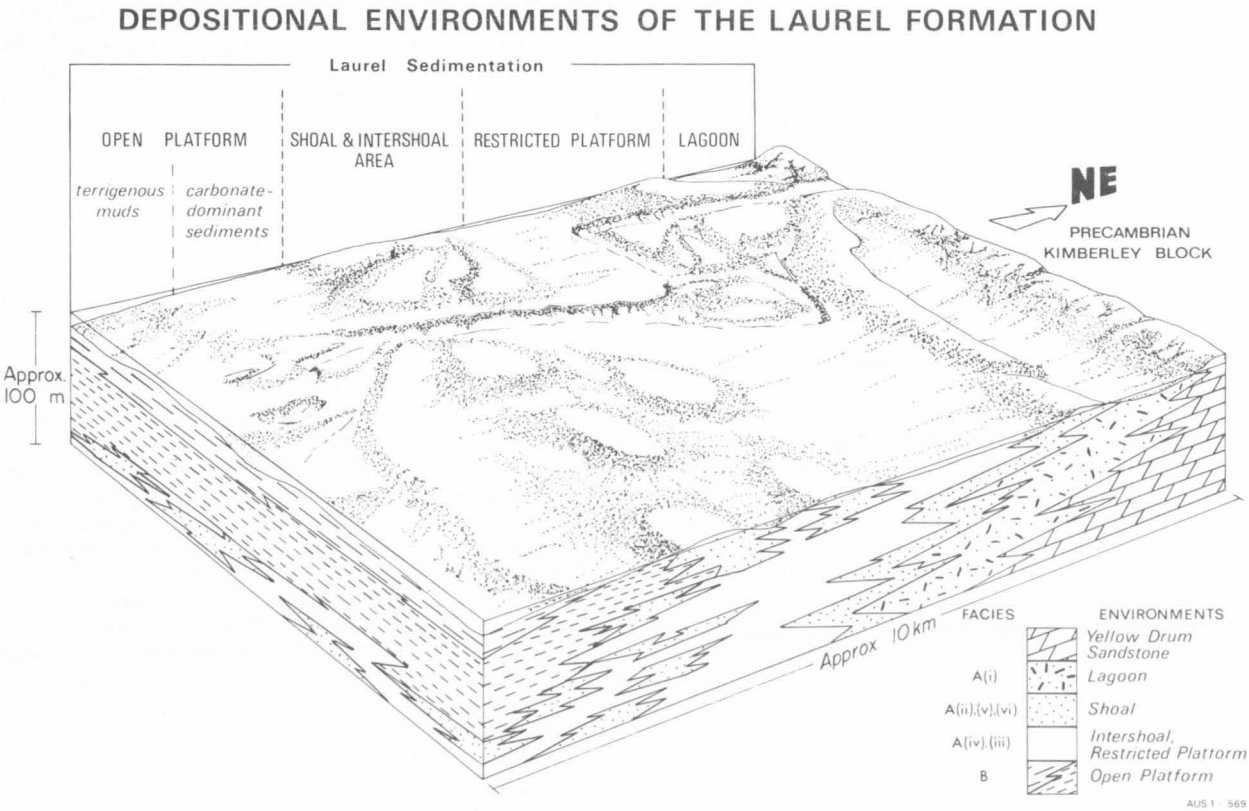 DEPOSITIONAL ENVIRONMENTS OF THE LAUREL FORMATION
Laurel Sedimentation
OPEN PLATFORM
SHOAL & INTERSHOAL
AREA
RESTRICTED PLATFORM
LAGOON
terrigenous
muds
carbonate-
dominant
sediments
NE
PRECAMBRIAN
KIMBERLEY BLOCK
Approx.
100 m
Approx 10 km
FACIES
ENVIRONMENTS
Yellow Drum
Sandstone
A(i)
Lagoon
A(ii).(v).(vi)
Shoal
A(iv).(iii)
Intershoal,
Restricted Plattorm
B
Open Platform
AUS 1 · 569